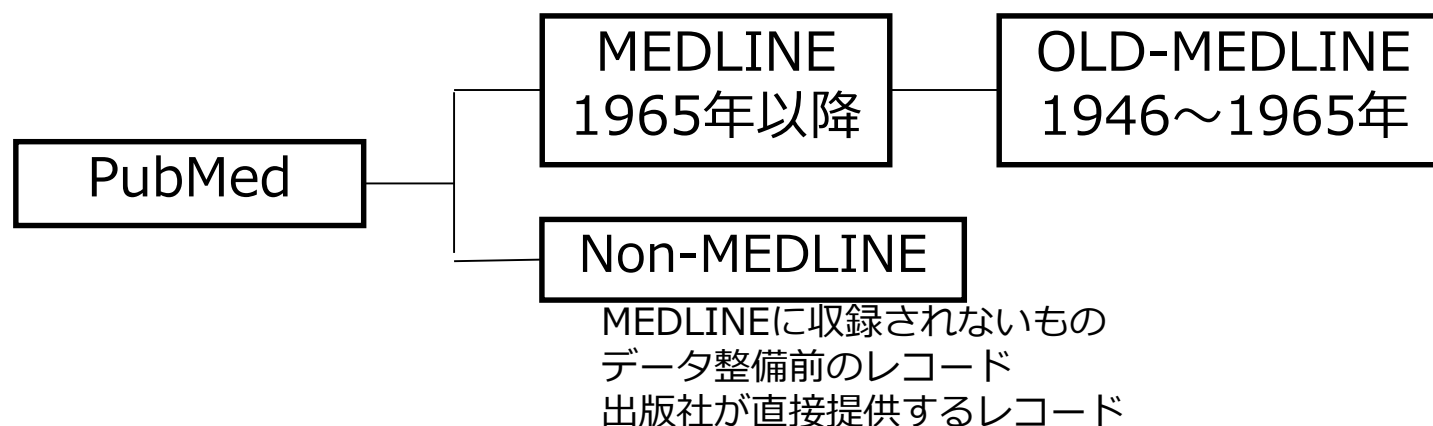 PubMed
MEDLINE
1965年以降
OLD-MEDLINE
1946～1965年
Non-MEDLINE
MEDLINEに収録されないもの
データ整備前のレコード
出版社が直接提供するレコード